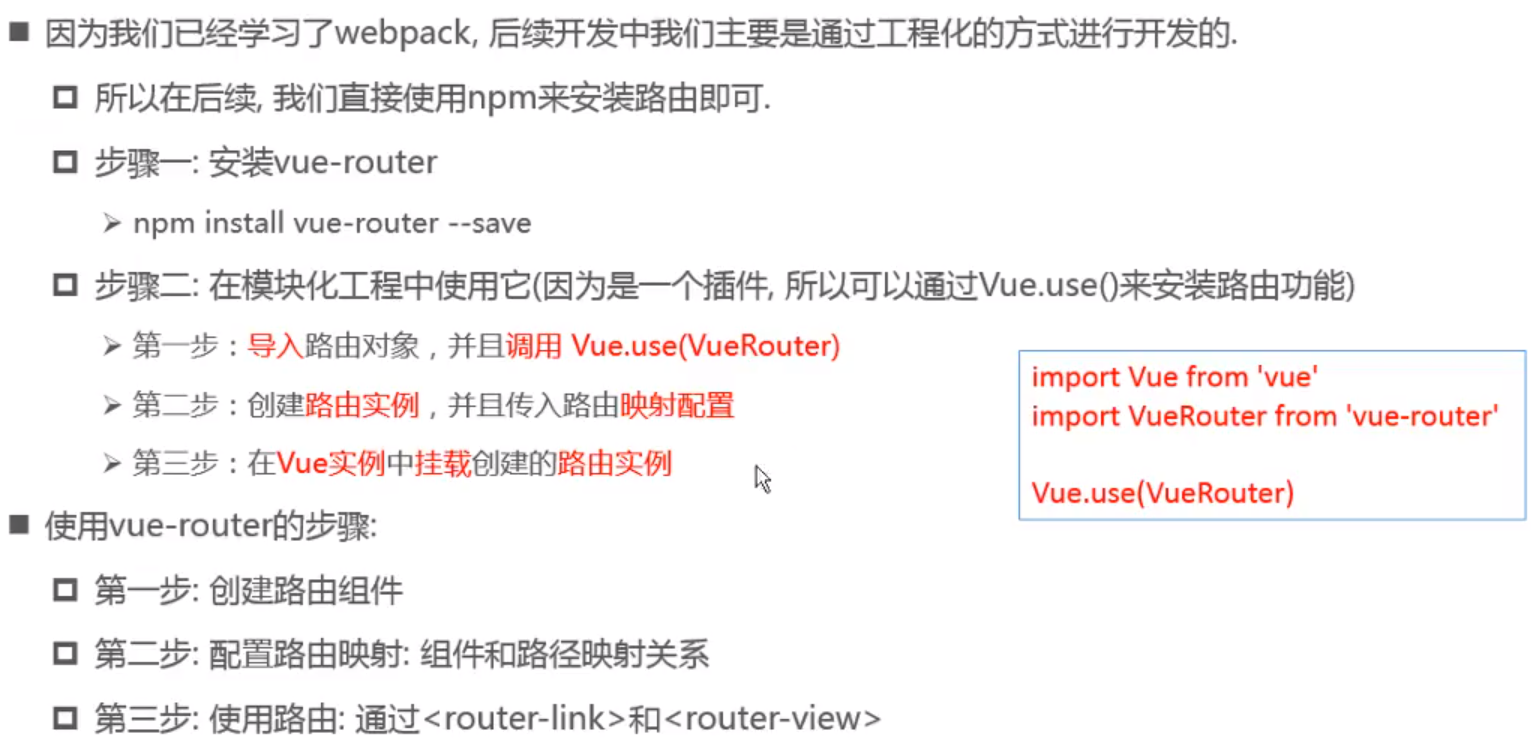 因为我们已经学习了webpack, 后续开发中我们主要是通过工程化的方式进行开发的.
所以在后续, 我们直接使用npm来安装路由即可.
步骤一: 安装vue-router
npm install vue-router --save
步骤二: 在模块化工程中使用它(因为是一个插件, 所以可以通过Vue.use()来安装路由功能)
第一步：导入路由对象，并且调用 Vue.use(VueRouter)
第二步：创建路由实例，并且传入路由映射配置
第三步：在Vue实例中挂载创建的路由实例
import Vue from 'vue'
import VueRouter from 'vue-router'
Vue.use(VueRouter)
使用vue-router的步骤:
第一步: 创建路由组件
第二步: 配置路由映射: 组件和路径映射关系
第三步: 使用路由: 通过<router-link>和<router-view>